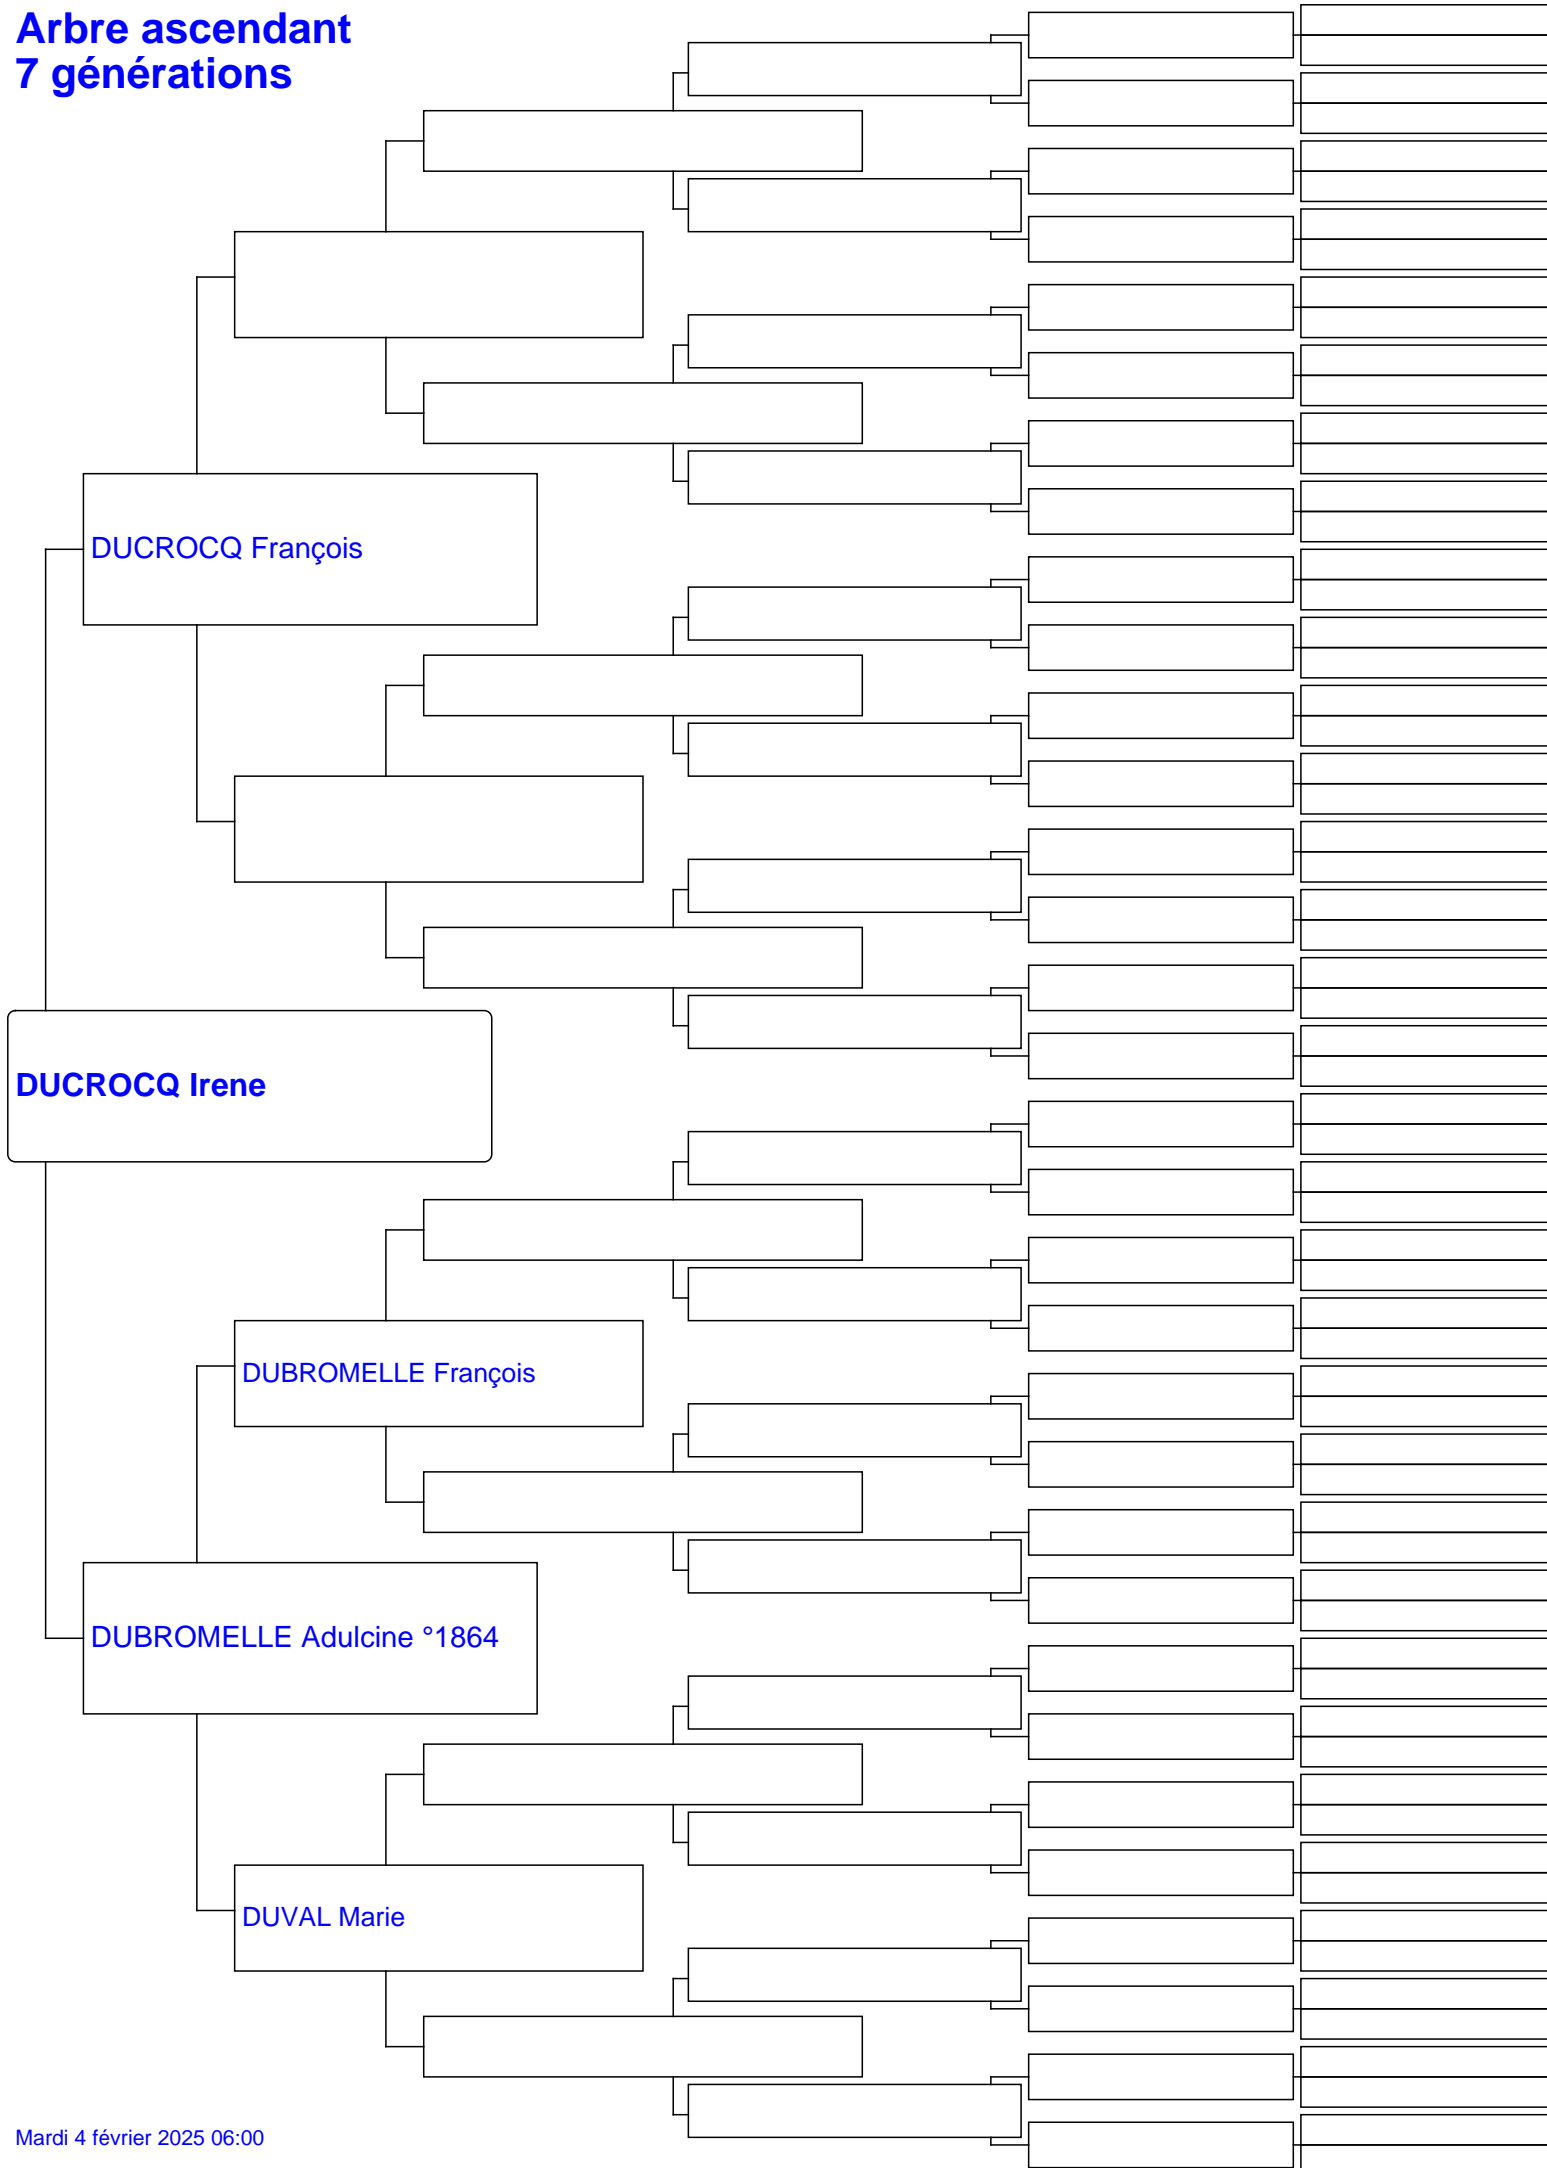 Arbre ascendant
7 générations
DUCROCQ François
DUCROCQ Irene
DUBROMELLE François
DUBROMELLE Adulcine °1864
DUVAL Marie
Mardi 4 février 2025 06:00